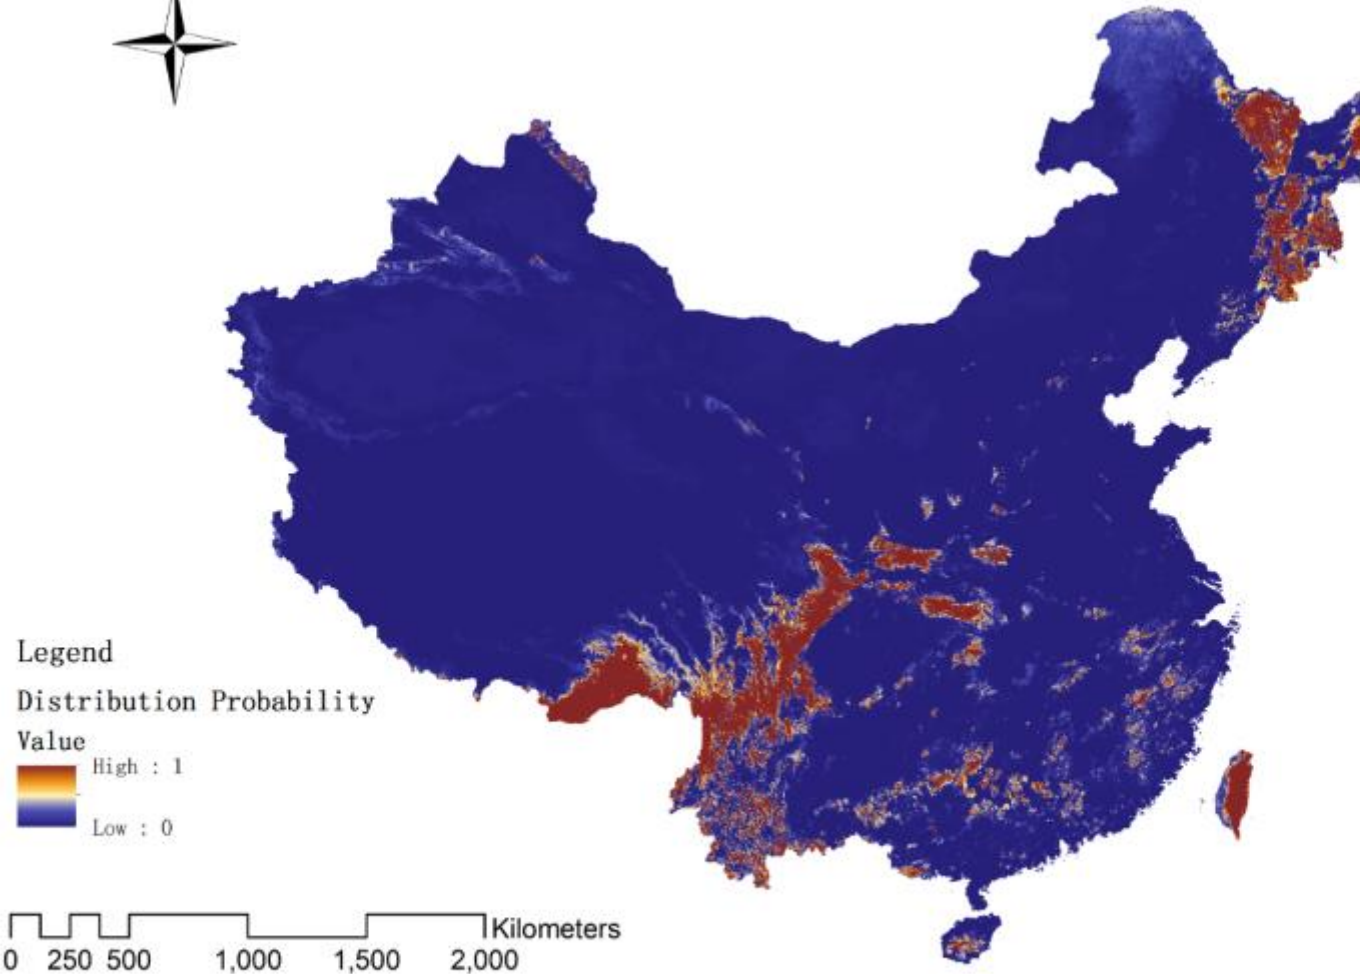 Legend
Distribution Probability
Value
High : 1
Low : 0
Kilometers
0 250 500 1,000 1,500 2,000